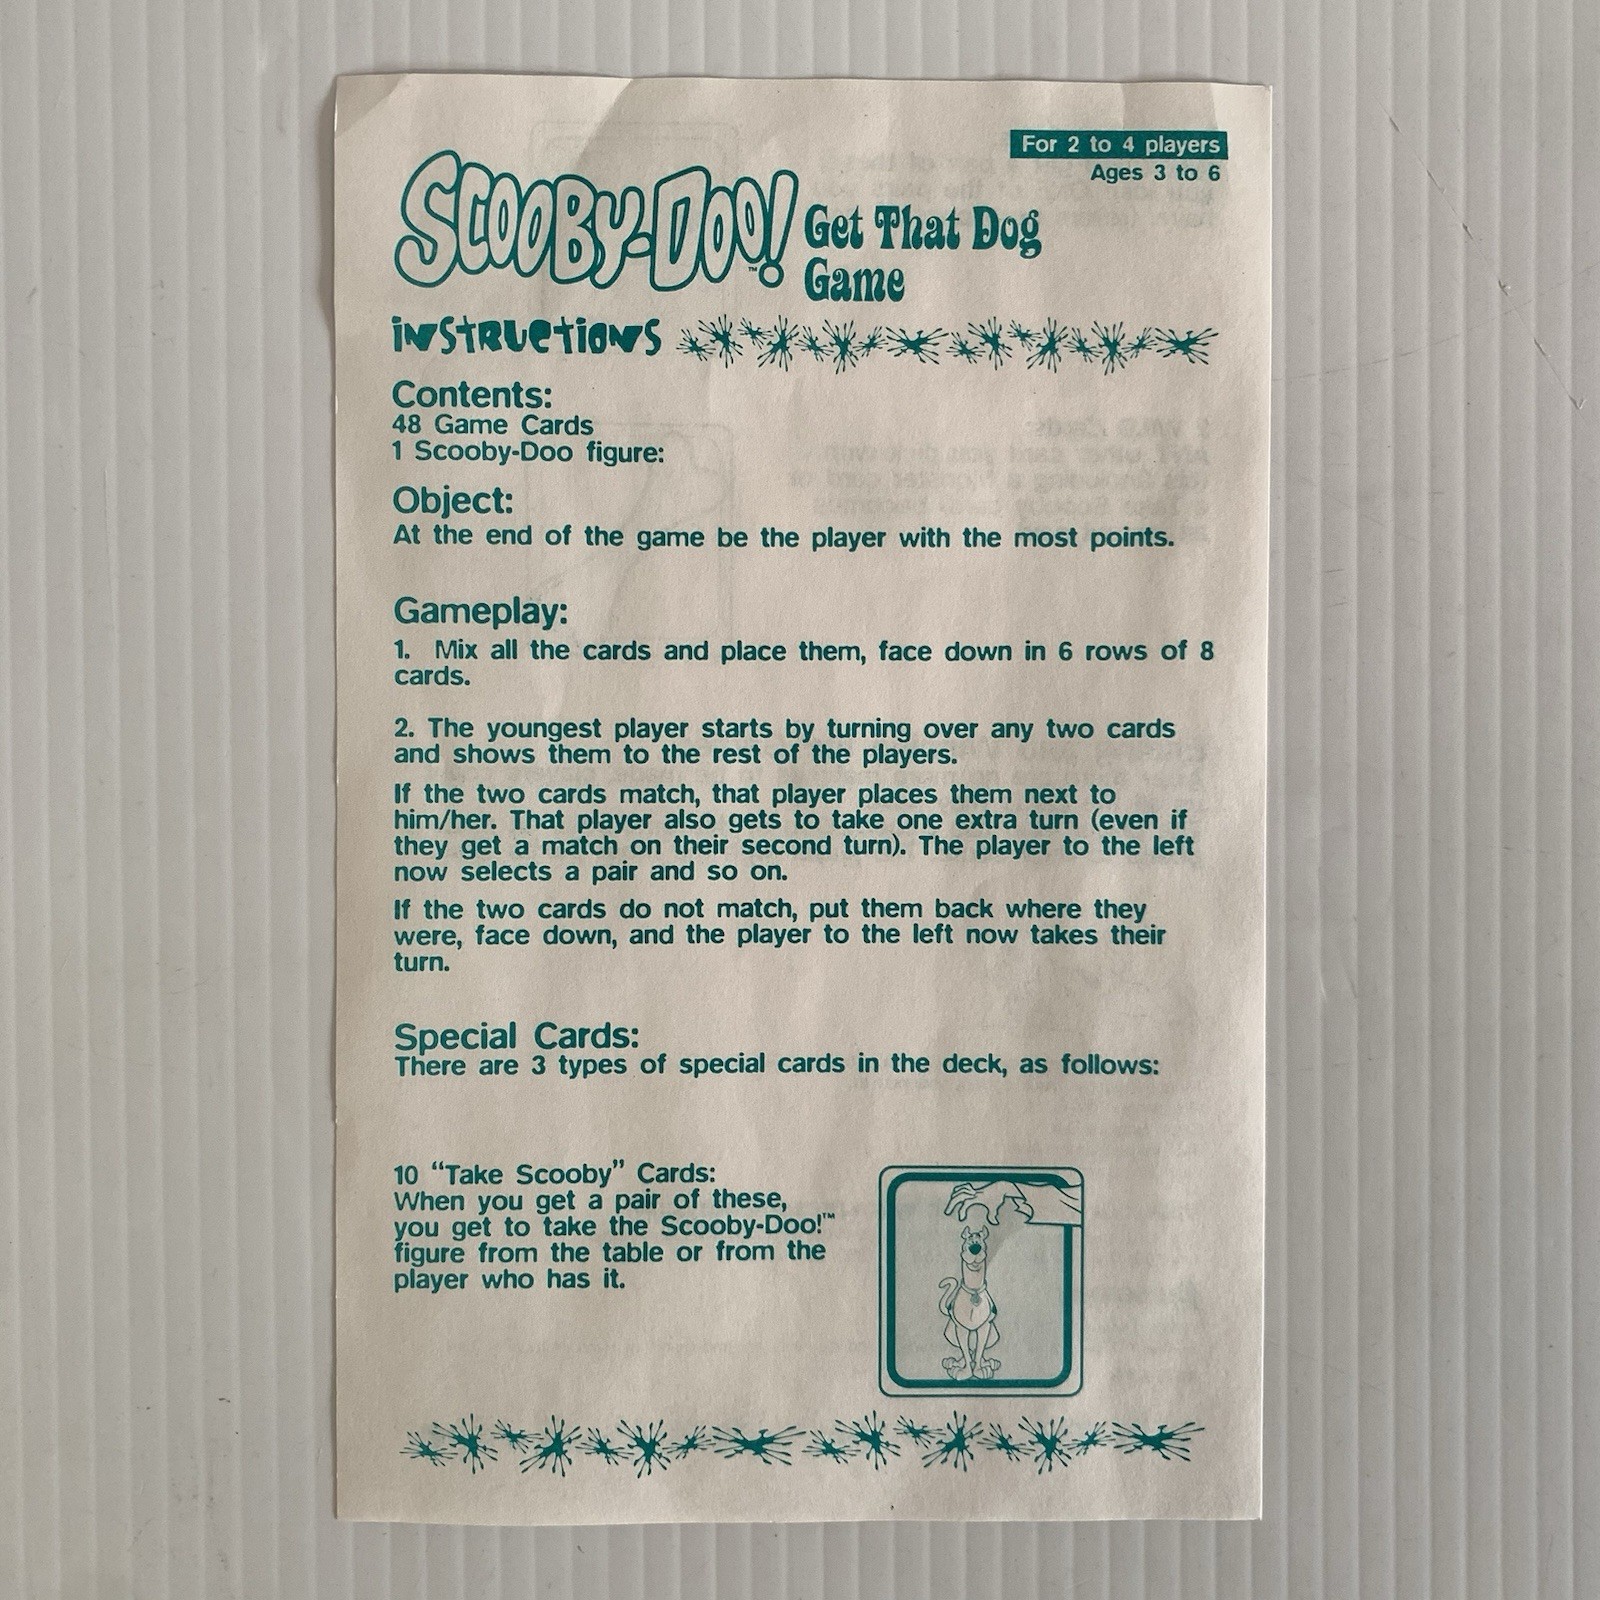 For 2 to 4 players
Ages 3 to 6
SCOOBY-DOO!™ Get That Dog
Game
iNSTRUCTIONS
Contents:
48 Game Cards
1 Scooby-Doo figure:
Object:
At the end of the game be the player with the most points.
Gameplay:
1. Mix all the cards and place them, face down in 6 rows of 8
cards.
2. The youngest player starts by turning over any two cards
and shows them to the rest of the players.
If the two cards match, that player places them next to
him/her. That player also gets to take one extra turn (even if
they get a match on their second turn). The player to the left
now selects a pair and so on.
If the two cards do not match, put them back where they
were, face down, and the player to the left now takes their
turn.
Special Cards:
There are 3 types of special cards in the deck, as follows:
10 “Take Scooby” Cards:
When you get a pair of these,
you get to take the Scooby-Doo!™
figure from the table or from the
player who has it.